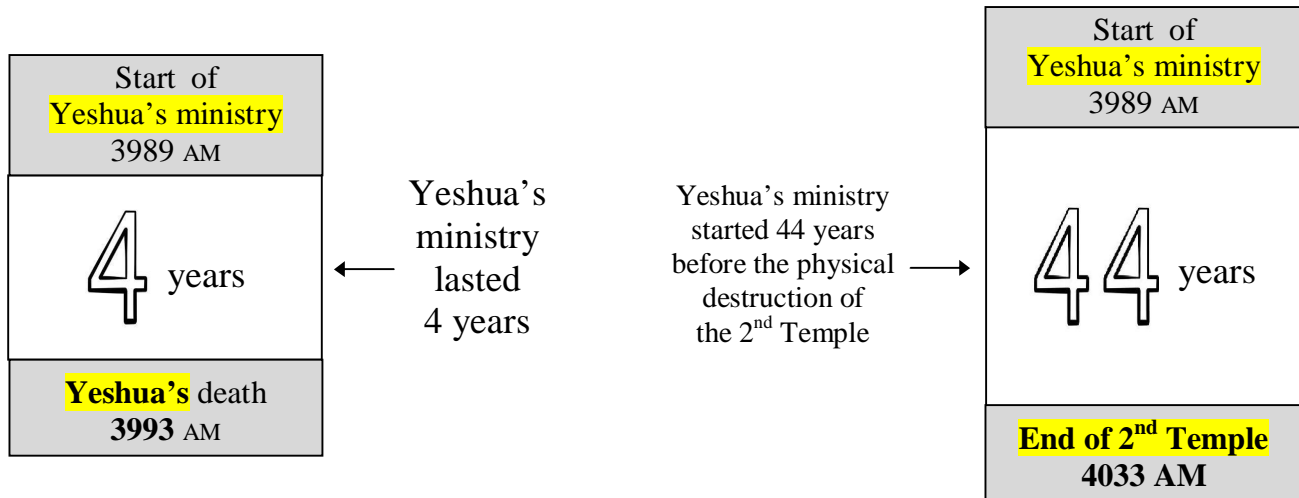 Start of
Yeshua’s ministry
3989 AM
4 years
Yeshua’s death
3993 AM
Yeshua’s
ministry
lasted
4 years
Yeshua’s ministry
started 44 years
before the physical
destruction of
the 2nd Temple
Start of
Yeshua’s ministry
3989 AM
44 years
End of 2nd Temple
4033 AM